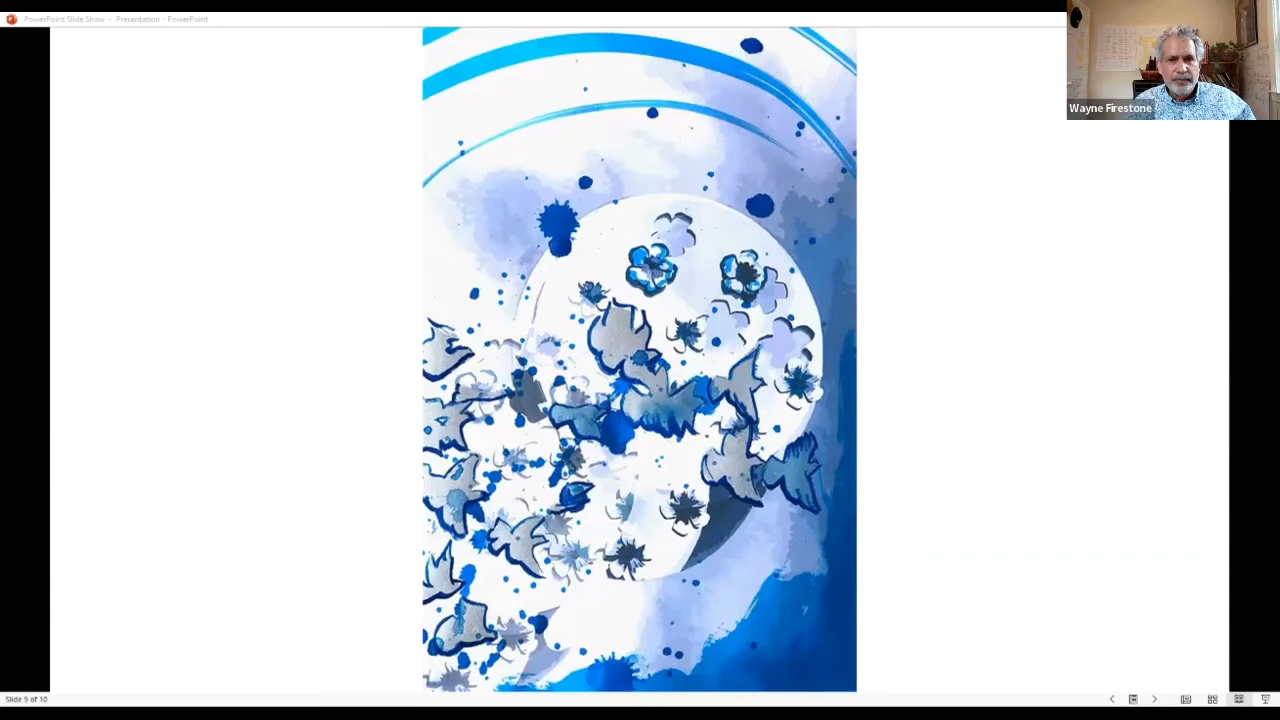 PowerPoint Slide Show - Presentation - PowerPoint
Wayne Firestone
Slide 9 of 10